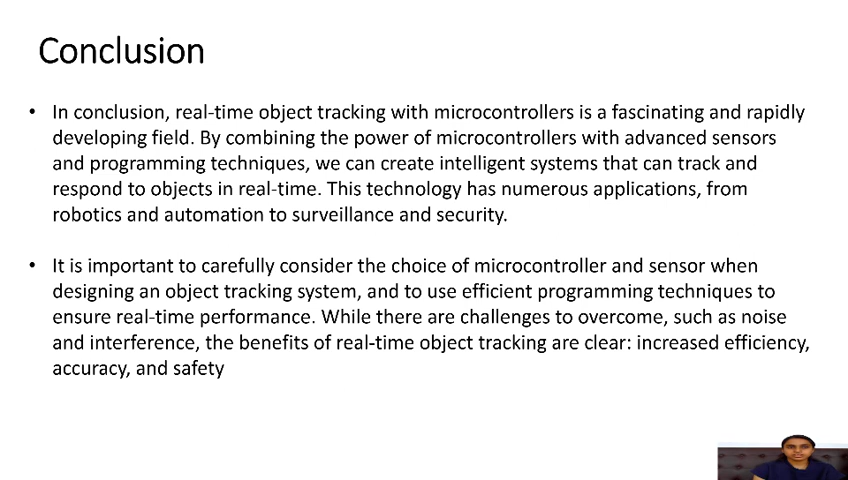 Conclusion
• In conclusion, real-time object tracking with microcontrollers is a fascinating and rapidly
developing field. By combining the power of microcontrollers with advanced sensors
and programming techniques, we can create intelligent systems that can track and
respond to objects in real-time. This technology has numerous applications, from
robotics and automation to surveillance and security.
• It is important to carefully consider the choice of microcontroller and sensor when
designing an object tracking system, and to use efficient programming techniques to
ensure real-time performance. While there are challenges to overcome, such as noise
and interference, the benefits of real-time object tracking are clear: increased efficiency,
accuracy, and safety